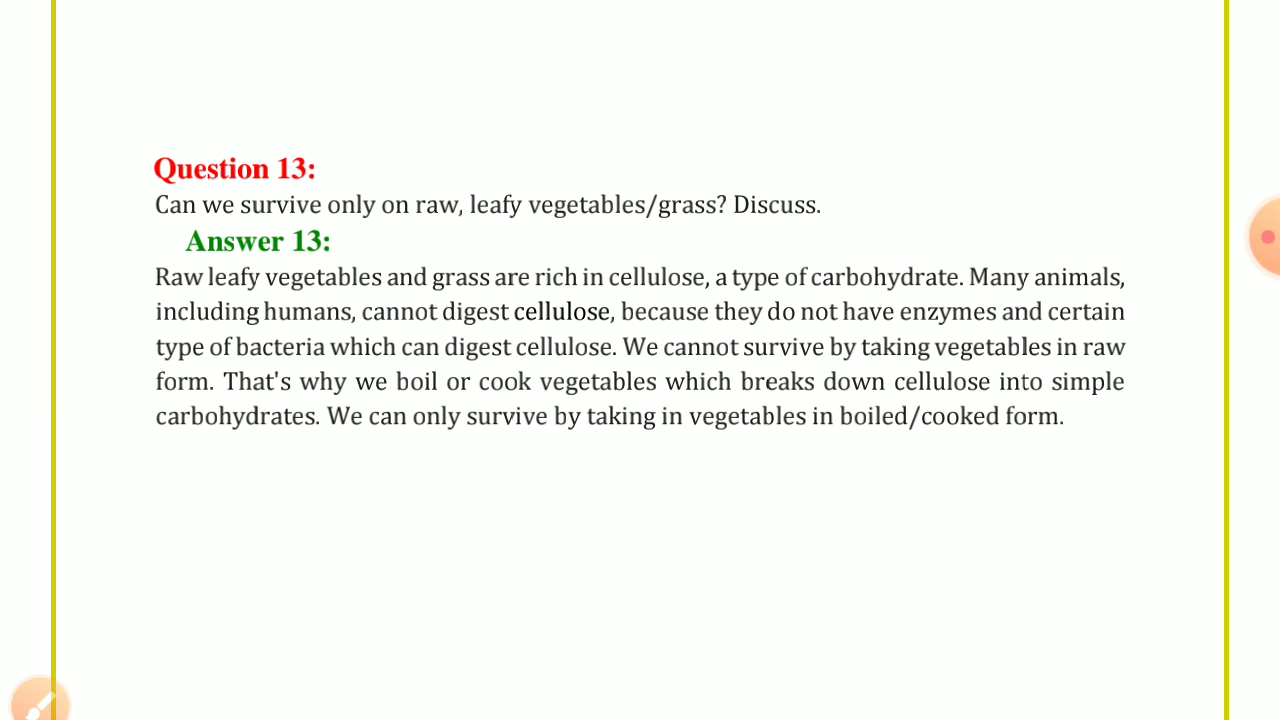 Question 13:
Can we survive only on raw, leafy vegetables/grass? Discuss.
Answer 13:
Raw leafy vegetables and grass are rich in cellulose, a type of carbohydrate. Many animals,
including humans, cannot digest cellulose, because they do not have enzymes and certain
type of bacteria which can digest cellulose. We cannot survive by taking vegetables in raw
form. That's why we boil or cook vegetables which breaks down cellulose into simple
carbohydrates. We can only survive by taking in vegetables in boiled/cooked form.